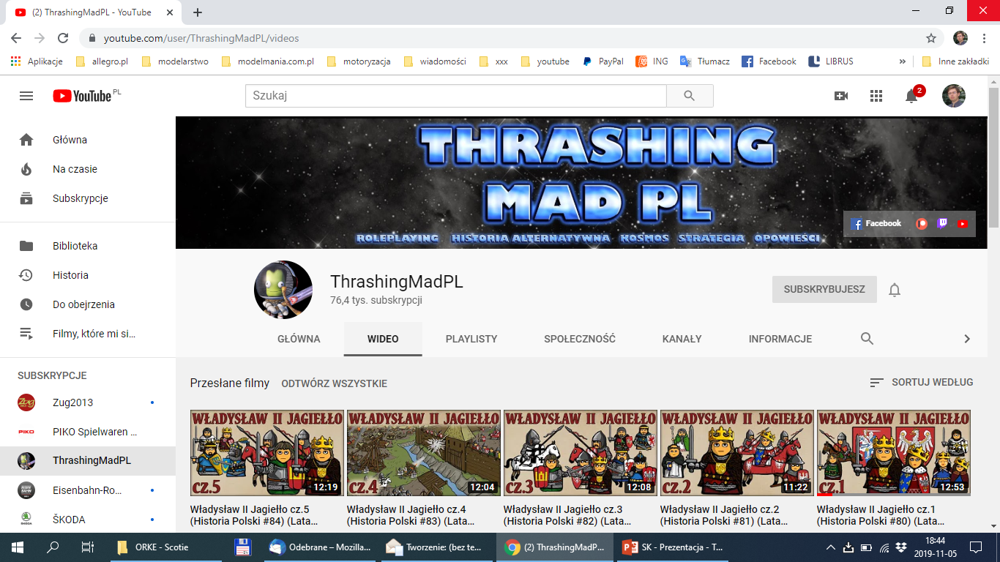 (2) ThrashingMadPL - YouTube
youtube.com/user/ThrashingMadPL/videos
Aplikacje allegro.pl modelarstwo modelmania.com.pl motoryzacja wiadomości xxx youtube PayPal ING Tłumacz Facebook LIBRUS » Inne zakładki
YouTube PL
Szukaj
2
Główna
Na czasie
Subskrypcje
Biblioteka
Historia
Do obejrzenia
Filmy, które mi si...
SUBSKRYPCJE
Zug2013
PIKO Spielwaren ...
ThrashingMadPL
Eisenbahn-Ro...
ŠKODA
THRASHING
MAD PL
ROLEPLAYING HISTORIA ALTERNATYWNA KOSMOS STRATEGIA OPOWIEŚCI
Facebook
ThrashingMadPL
76,4 tys. subskrypcji
SUBSKRYBUJESZ
GŁÓWNA WIDEO PLAYLISTY SPOŁECZNOŚĆ KANAŁY INFORMACJE
Przesłane filmy ODTWÓRZ WSZYSTKIE SORTUJ WEDŁUG
WŁADYSŁAW II JAGIEŁŁO
CZ.5
12:19
Władysław II Jagiełło cz.5
(Historia Polski #84) (Lata...
WŁADYSŁAW II JAGIEŁŁO
CZ.4
12:04
Władysław II Jagiełło cz.4
(Historia Polski #83) (Lata...
WŁADYSŁAW II JAGIEŁŁO
CZ.3
12:08
Władysław II Jagiełło cz.3
(Historia Polski #82) (Lata...
WŁADYSŁAW II JAGIEŁŁO
CZ.2
11:22
Władysław II Jagiełło cz.2
(Historia Polski #81) (Lata...
WŁADYSŁAW II JAGIEŁŁO
CZ.1
12:53
Władysław II Jagiełło cz.1
(Historia Polski #80) (Lata...
ORKE - Scotie
Odebrane – Mozilla...
Tworzenie: (bez te...
(2) ThrashingMadP...
SK - Prezentacja - T...
18:44
2019-11-05